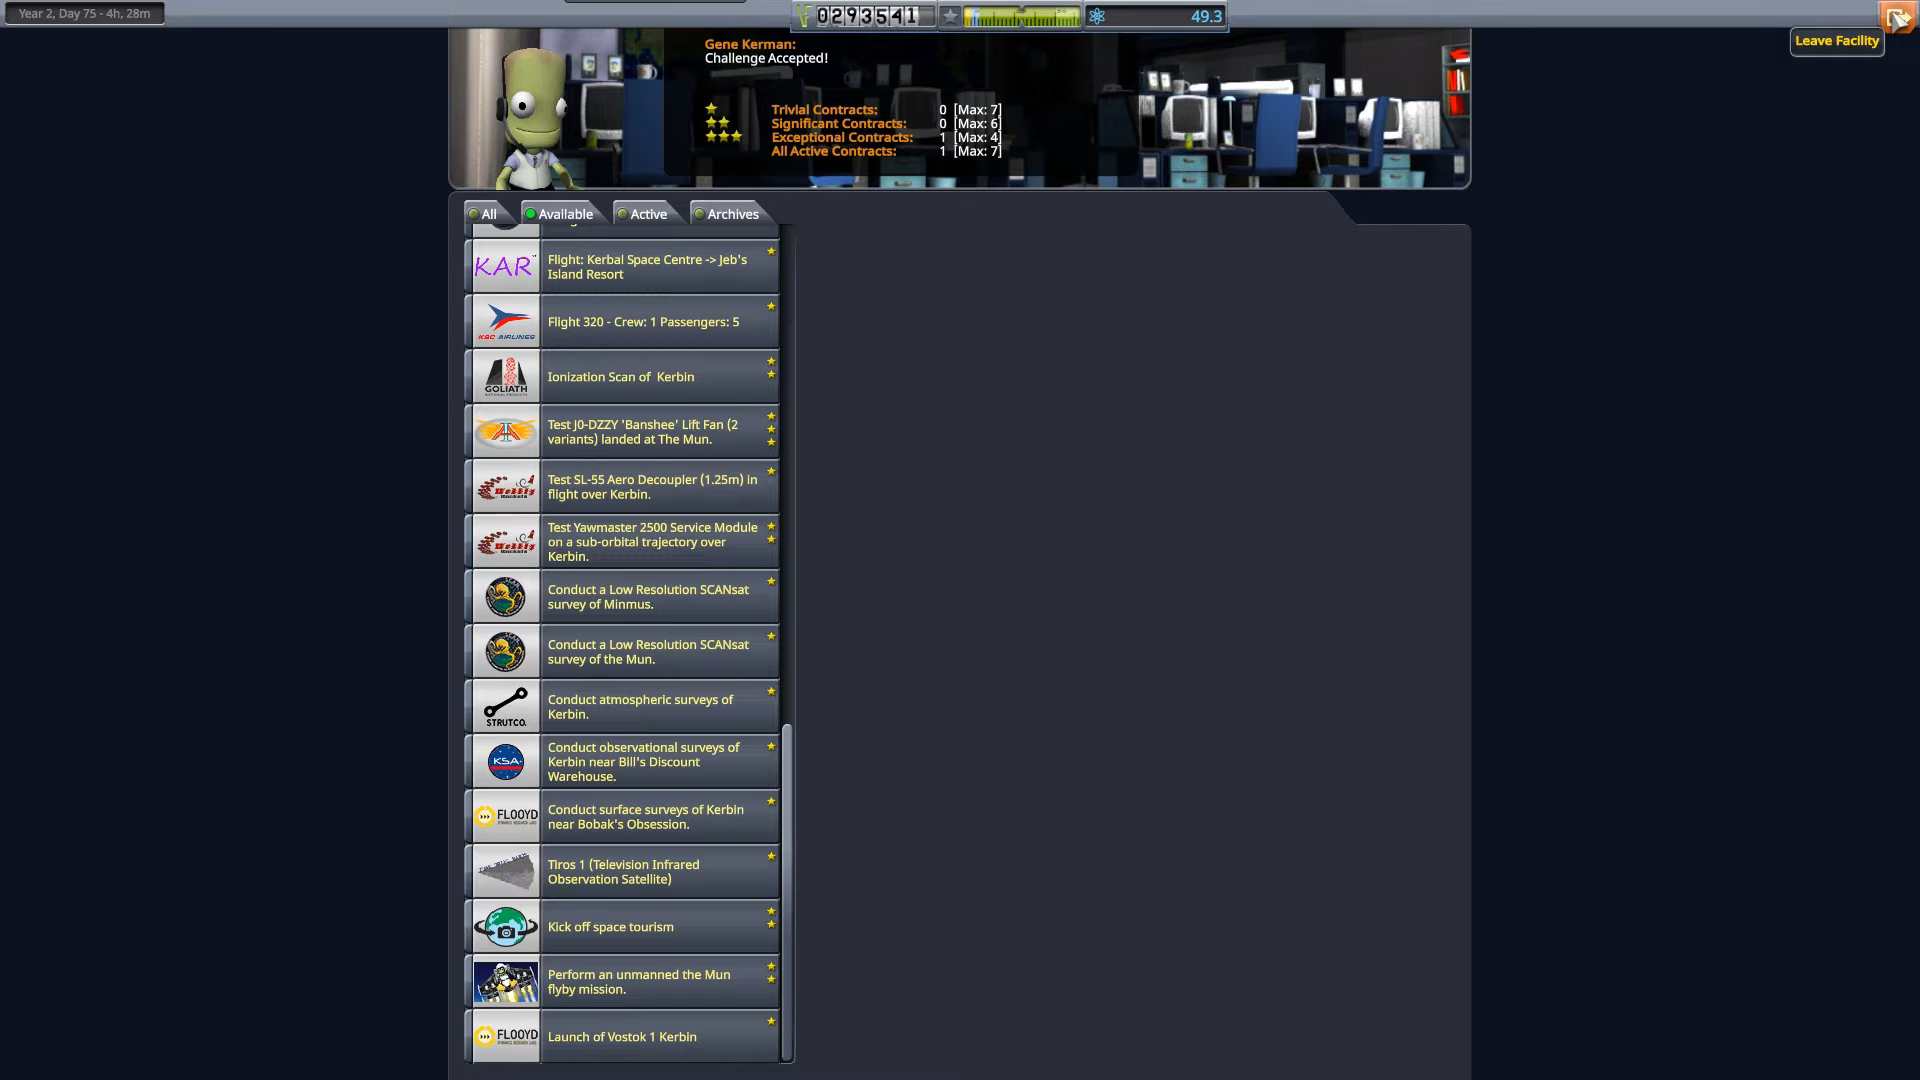 Year 2, Day 75 - 4h, 28m
0293541
49.3
Leave Facility
Gene Kerman:
Challenge Accepted!
Trivial Contracts: 0 [Max: 7]
Significant Contracts: 0 [Max: 6]
Exceptional Contracts: 1 [Max: 4]
All Active Contracts: 1 [Max: 7]
All
Available
Active
Archives
KAR
Flight: Kerbal Space Centre -> Jeb's
Island Resort
KSC AIRLINES
Flight 320 - Crew: 1 Passengers: 5
GOLIATH
NATIONAL PRODUCTS
Ionization Scan of Kerbin
Test J0-DZZY 'Banshee' Lift Fan (2
variants) landed at The Mun.
Test SL-55 Aero Decoupler (1.25m) in
flight over Kerbin.
Test Yawmaster 2500 Service Module
on a sub-orbital trajectory over
Kerbin.
Conduct a Low Resolution SCANsat
survey of Minmus.
Conduct a Low Resolution SCANsat
survey of the Mun.
STRUTCO.
Conduct atmospheric surveys of
Kerbin.
KSA
Conduct observational surveys of
Kerbin near Bill's Discount
Warehouse.
FLOOYD
Conduct surface surveys of Kerbin
near Bobak's Obsession.
Tiros 1 (Television Infrared
Observation Satellite)
Kick off space tourism
Perform an unmanned the Mun
flyby mission.
FLOOYD
Launch of Vostok 1 Kerbin